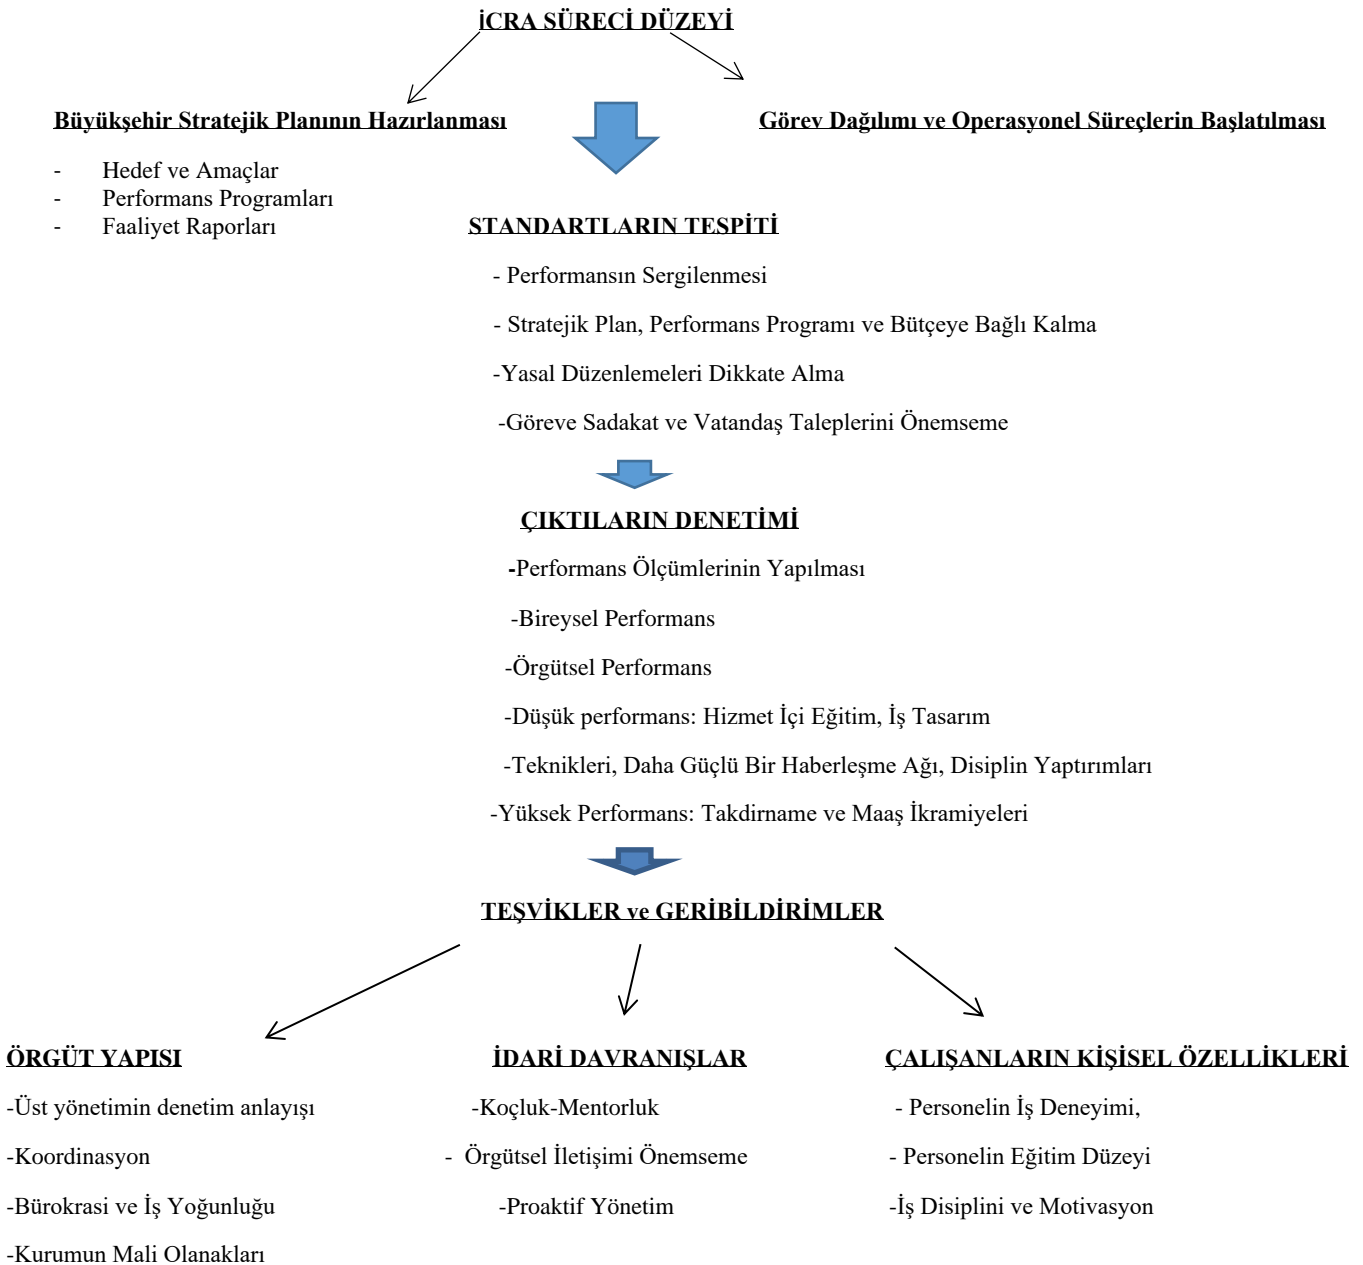 İCRA SÜRECİ DÜZEYİ
Büyükşehir Stratejik Planının Hazırlanması
Görev Dağılımı ve Operasyonel Süreçlerin Başlatılması
- Hedef ve Amaçlar
- Performans Programları
- Faaliyet Raporları
STANDARTLARIN TESPİTİ
- Performansın Sergilenmesi
- Stratejik Plan, Performans Programı ve Bütçeye Bağlı Kalma
-Yasal Düzenlemeleri Dikkate Alma
-Göreve Sadakat ve Vatandaş Taleplerini Önemseme
ÇIKTILARIN DENETİMİ
-Performans Ölçümlerinin Yapılması
-Bireysel Performans
-Örgütsel Performans
-Düşük performans: Hizmet İçi Eğitim, İş Tasarım
-Teknikleri, Daha Güçlü Bir Haberleşme Ağı, Disiplin Yaptırımları
-Yüksek Performans: Takdirname ve Maaş İkramiyeleri
TEŞVİKLER ve GERİBİLDİRİMLER
ÖRGÜT YAPISI
-Üst yönetimin denetim anlayışı
-Koordinasyon
-Bürokrasi ve İş Yoğunluğu
-Kurumun Mali Olanakları
İDARİ DAVRANIŞLAR
-Koçluk-Mentorluk
- Örgütsel İletişimi Önemseme
-Proaktif Yönetim
ÇALIŞANLARIN KİŞİSEL ÖZELLİKLERİ
- Personelin İş Deneyimi,
- Personelin Eğitim Düzeyi
-İş Disiplini ve Motivasyon